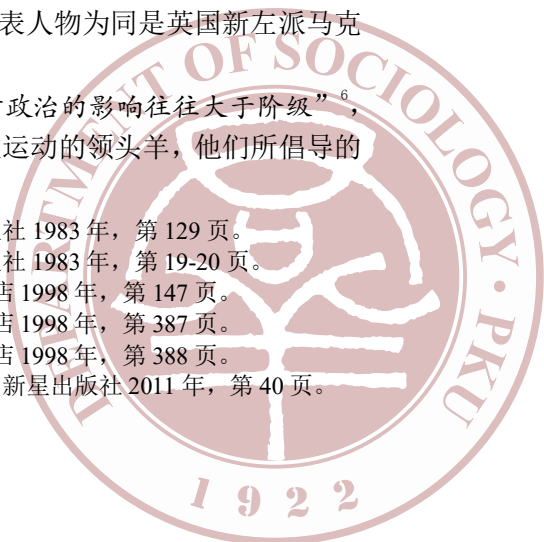 表人物为同是英国新左派马克
政治的影响往往大于阶级”6,
运动的领头羊，他们所倡导的
社 1983 年，第 129 页。
社 1983 年，第 19-20 页。
店 1998 年，第 147 页。
店 1998 年，第 387 页。
店 1998 年，第 388 页。
新星出版社 2011 年，第 40 页。
DEPARTMENT OF SOCIOLOGY · PKU
1922